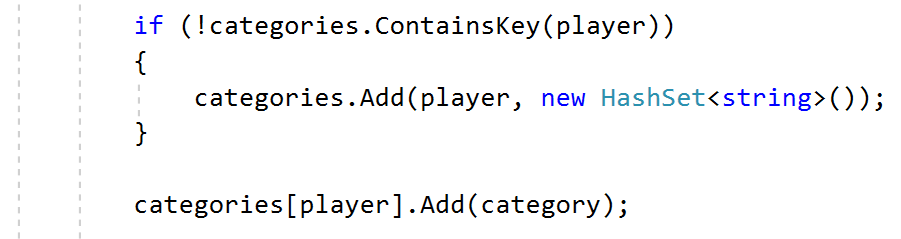 if (!categories.ContainsKey(player))
{
categories.Add(player, new HashSet<string>());
}
categories[player].Add(category);